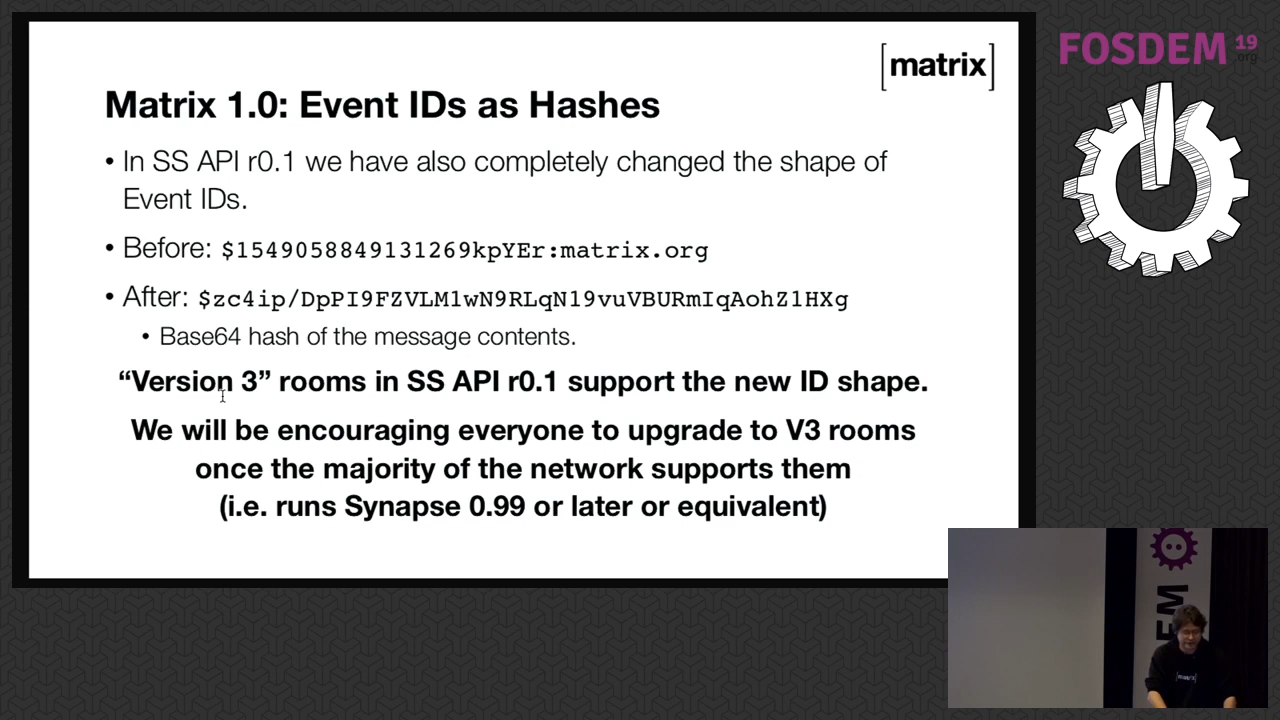 [matrix]
FOSDEM 19
.org
Matrix 1.0: Event IDs as Hashes
• In SS API r0.1 we have also completely changed the shape of
Event IDs.
• Before: $1549058849131269kpYEr:matrix.org
• After: $zc4ip/DpPI9FZVLM1wN9RLqN19vuVBURmIqAohZ1HXg
• Base64 hash of the message contents.
“Version 3” rooms in SS API r0.1 support the new ID shape.
We will be encouraging everyone to upgrade to V3 rooms
once the majority of the network supports them
(i.e. runs Synapse 0.99 or later or equivalent)
EM
[matrix]